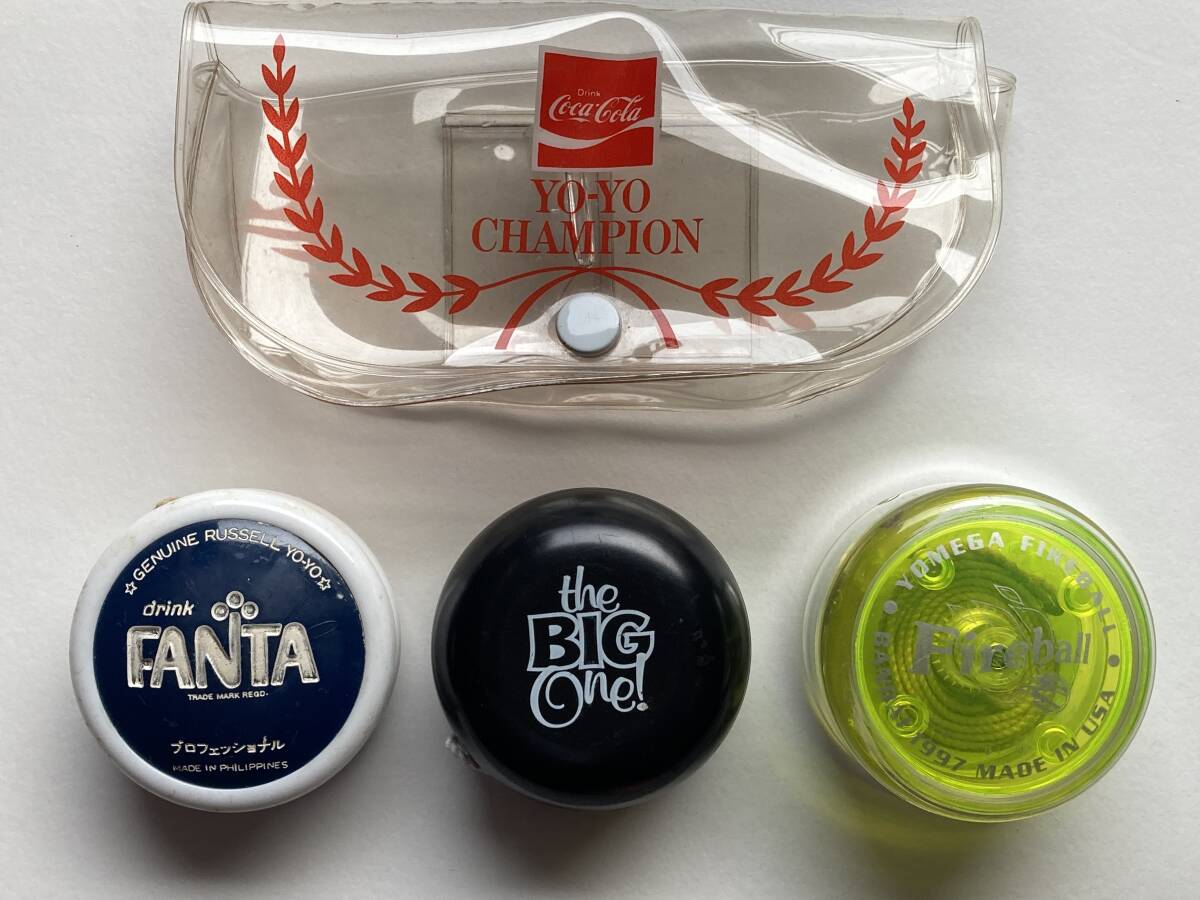 Drink
Coca-Cola
YO-YO
CHAMPION
☆GENUINE RUSSELL YO-YO☆
drink
FANTA
TRADE MARK REGD.
プロフェッショナル
MADE IN PHILIPPINES
the
BIG
One!
YOMEGA FIREBALL
Fireball
1997 MADE IN USA